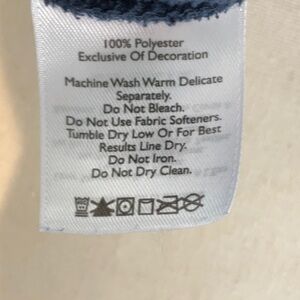 100% Polyester
Exclusive Of Decoration
Machine Wash Warm Delicate
Separately.
Do Not Bleach.
Do Not Use Fabric Softeners.
Tumble Dry Low Or For Best
Results Line Dry.
Do Not Iron.
Do Not Dry Clean.